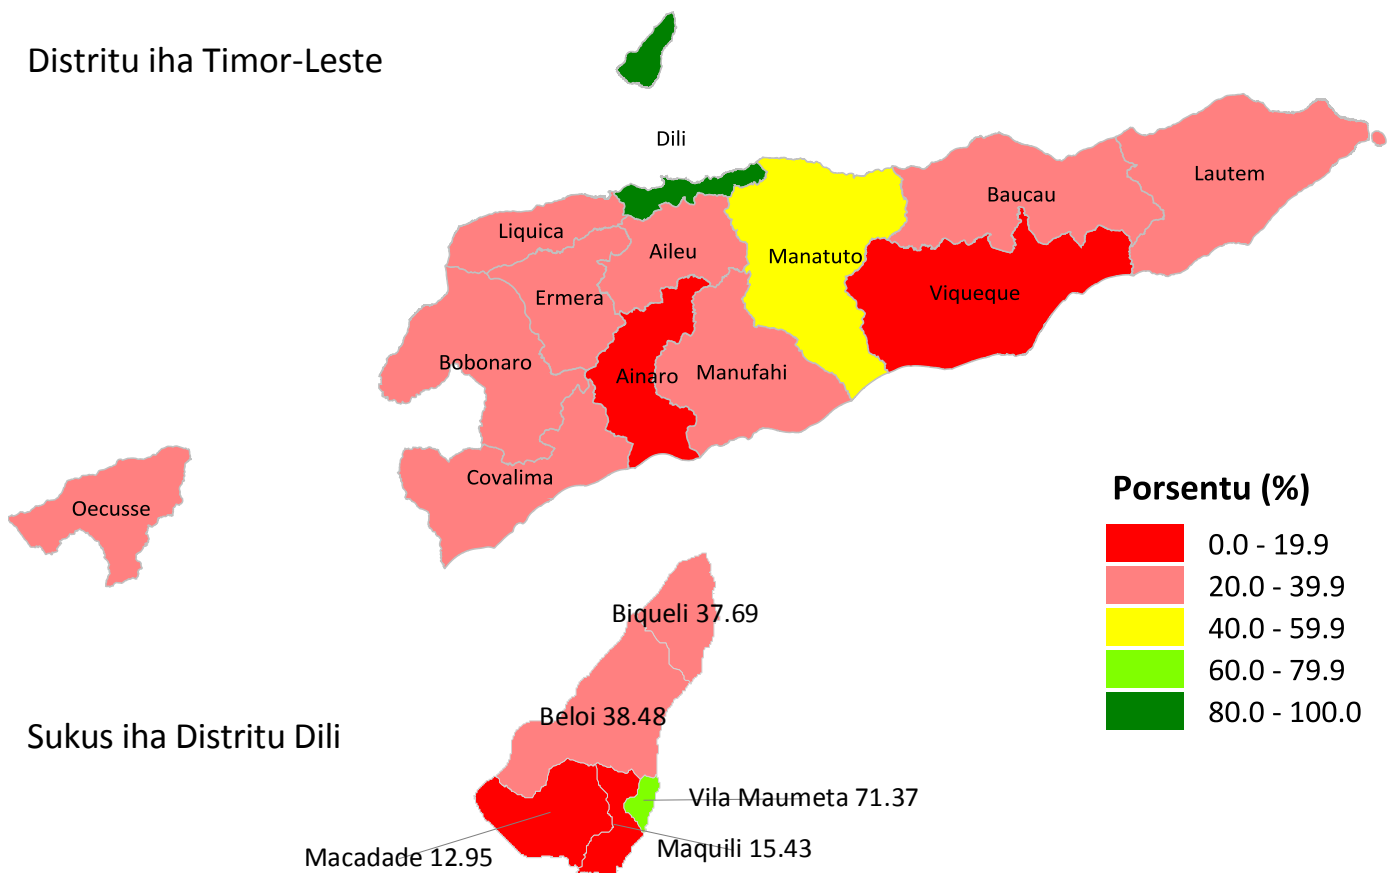 Distritu iha Timor-Leste
Dili
Lautem
Baucau
Liquica
Aileu
Manatuto
Viqueque
Ermera
Bobonaro
Ainaro
Manufahi
Covalima
Oecusse
Porsentu (%)
0.0 - 19.9
20.0 - 39.9
40.0 - 59.9
60.0 - 79.9
80.0 - 100.0
Sukus iha Distritu Dili
Biqueli 37.69
Beloi 38.48
Vila Maumeta 71.37
Maquili 15.43
Macadade 12.95